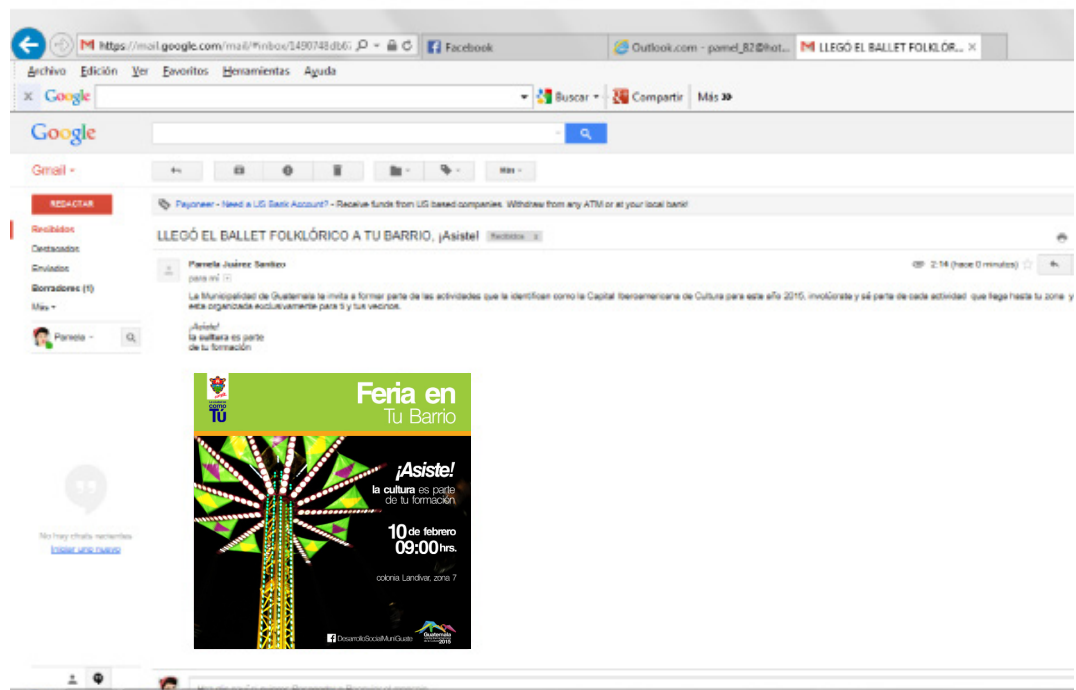 https://mail.google.com/mail/#inbox/1490748db6
Facebook
Outlook.com - pamel_82@hot...
LLEGÓ EL BALLET FOLKLÓR...
Archivo Edición Ver Favoritos Herramientas Ayuda
x Google Buscar Compartir Más
Google
Gmail
Más
REDACTAR
Payoneer - Need a US Bank Account? - Receive funds from US based companies. Withdraw from any ATM or at your local bank!
Recibidos
LLEGÓ EL BALLET FOLKLÓRICO A TU BARRIO, ¡Asiste! Recibidos x
Destacados
Enviados
Borradores (1)
Más
Pamela Juárez Santizo
2:14 (hace 0 minutos)
para mí
La Municipalidad de Guatemala te invita a formar parte de las actividades que la identifican como la Capital Iberoamericana de Cultura para este año 2015, involúcrate y sé parte de cada actividad que llega hasta tu zona y
esta organizada exclusivamente para ti y tus vecinos.
¡Asiste!
la cultura es parte
de tu formación
Pamela
como
Tú
Feria en
Tu Barrio
¡Asiste!
la cultura es parte
de tu formación
10 de febrero
09:00 hrs.
colonia Landivar, zona 7
DesarrolloSocialMuniGuate
Guatemala
2015
No hay chats recientes
Iniciar uno nuevo